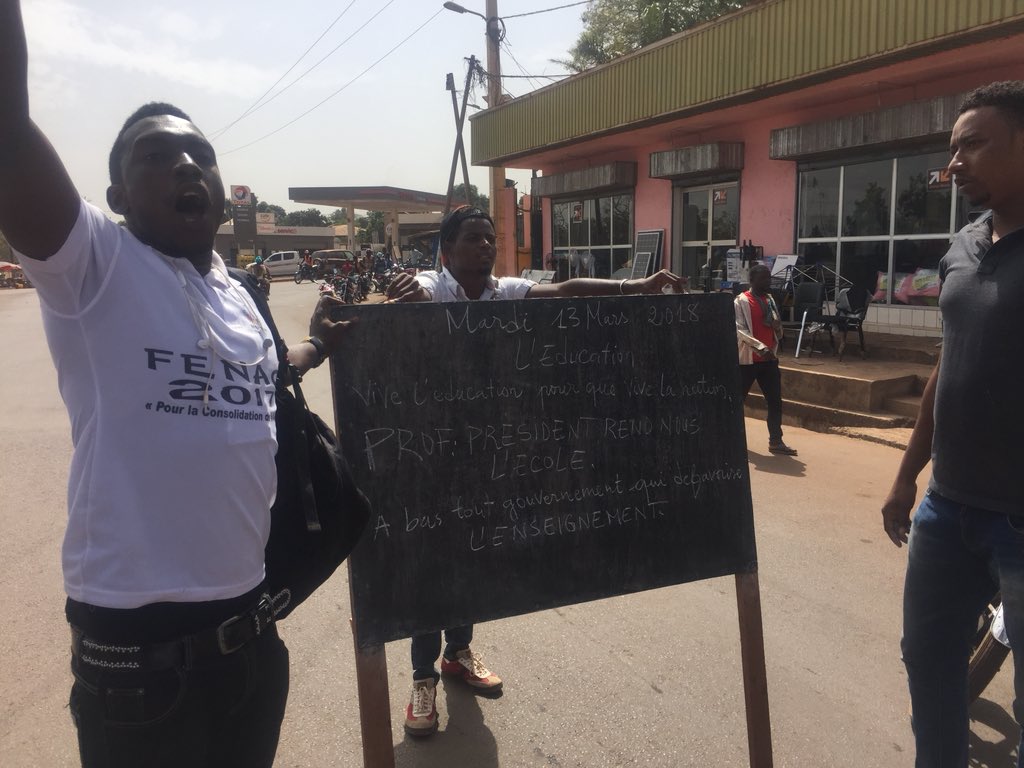 Mardi 13 Mars 2018
L'Education
Vive l'education pour que vive la nation,
PROF: PRESIDENT REND NOUS
L'ECOLE.
A bas tout gouvernement qui defavorise
L'ENSEIGNEMENT.
FENA
2017
« Pour la Consolidation